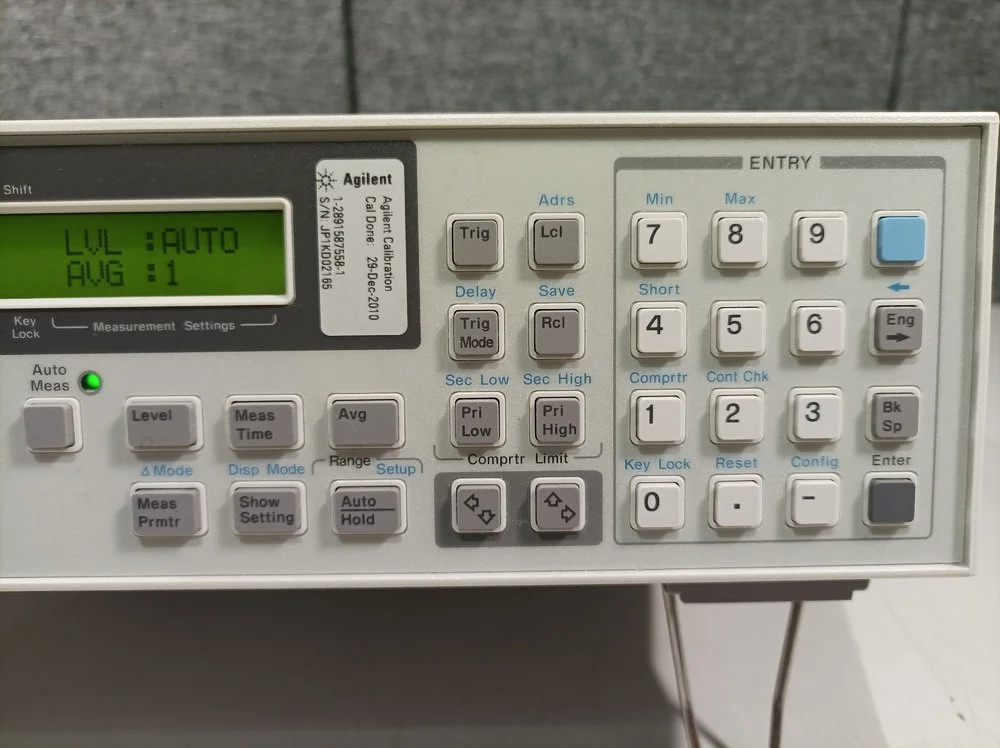 Shift
LVL :AUTO
AVG :1
Key
Lock
Measurement Settings
Agilent
Agilent Calibration
Cal Done: 29-Dec-2010
1-2891587558-1
S/N: JP1KD02165
Auto
Meas
Level
Meas
Time
Avg
Δ Mode
Disp Mode
Range
Setup
Meas
Prmtr
Show
Setting
Auto
Hold
Adrs
Trig
Lcl
Delay
Save
Trig
Mode
Rcl
Sec Low
Sec High
Pri
Low
Pri
High
Comprtr Limit
ENTRY
Min
Max
7
8
9
Short
4
5
6
Eng
Comprtr
Cont Chk
1
2
3
Bk
Sp
Key Lock
Reset
Config
Enter
0
.
-